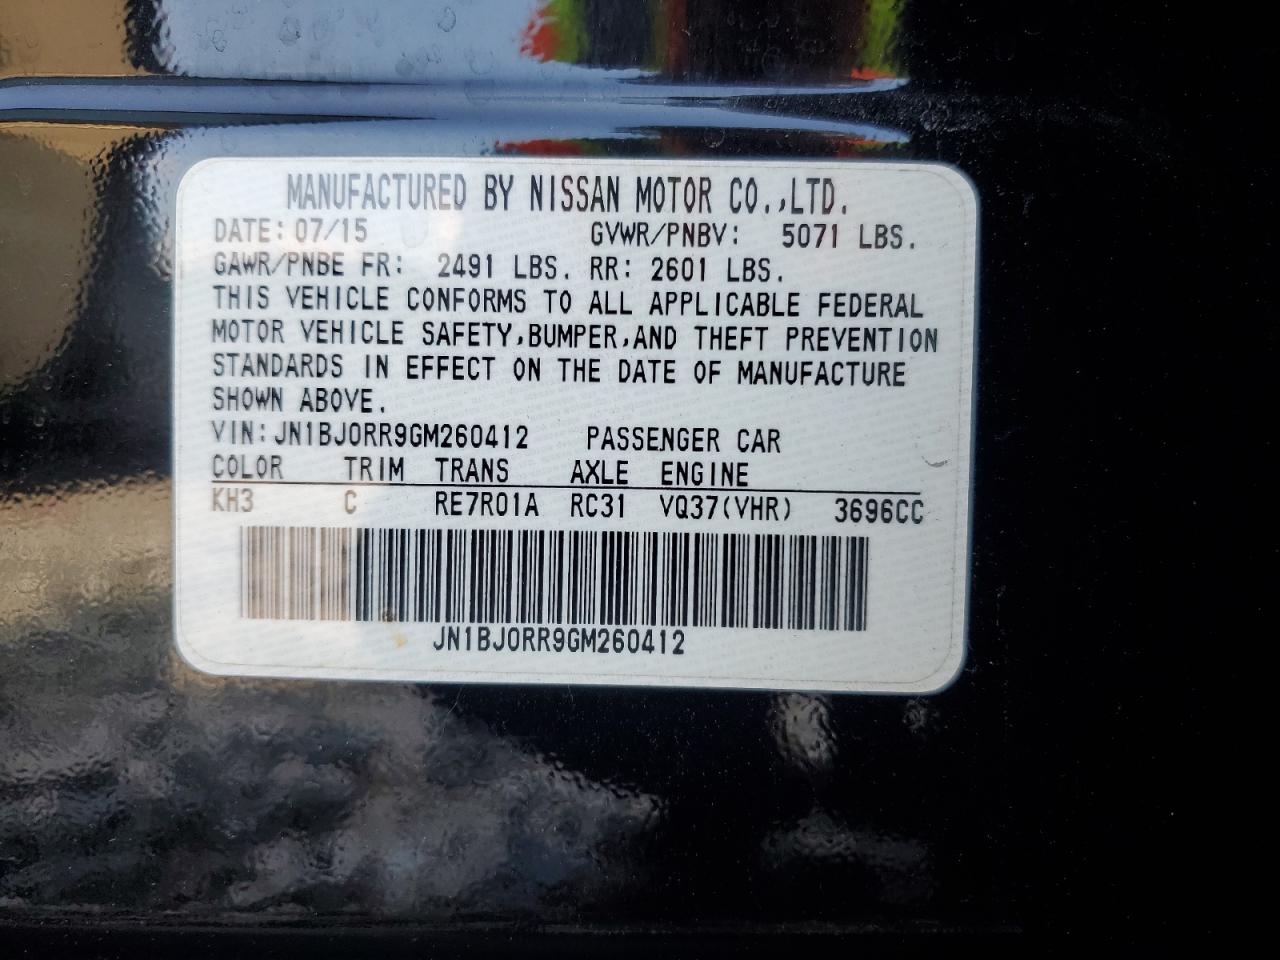 MANUFACTURED BY NISSAN MOTOR CO.,LTD.
DATE: 07/15 GVWR/PNBV: 5071 LBS.
GAWR/PNBE FR: 2491 LBS. RR: 2601 LBS.
THIS VEHICLE CONFORMS TO ALL APPLICABLE FEDERAL
MOTOR VEHICLE SAFETY,BUMPER,AND THEFT PREVENTION
STANDARDS IN EFFECT ON THE DATE OF MANUFACTURE
SHOWN ABOVE.
VIN: JN1BJ0RR9GM260412 PASSENGER CAR
COLOR TRIM TRANS AXLE ENGINE
KH3 C RE7R01A RC31 VQ37(VHR) 3696CC
JN1BJ0RR9GM260412